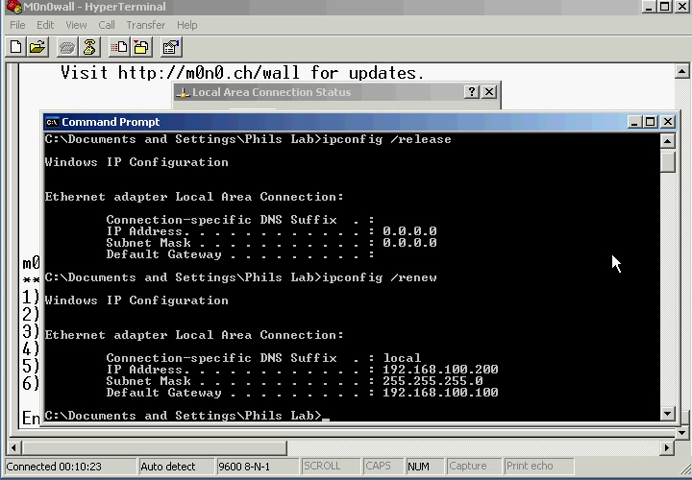 M0n0wall - HyperTerminal
File Edit View Call Transfer Help
Visit http://m0n0.ch/wall for updates.
Local Area Connection Status
Command Prompt
C:\Documents and Settings\Phils Lab>ipconfig /release
Windows IP Configuration
Ethernet adapter Local Area Connection:
Connection-specific DNS Suffix . :
IP Address. . . . . . . . . . . . : 0.0.0.0
Subnet Mask . . . . . . . . . . . : 0.0.0.0
Default Gateway . . . . . . . . . :
m0
C:\Documents and Settings\Phils Lab>ipconfig /renew
**
1) Windows IP Configuration
2)
3) Ethernet adapter Local Area Connection:
4) Connection-specific DNS Suffix . : local
5) IP Address. . . . . . . . . . . . : 192.168.100.200
6) Subnet Mask . . . . . . . . . . . : 255.255.255.0
Default Gateway . . . . . . . . . : 192.168.100.100
En C:\Documents and Settings\Phils Lab>_
Connected 00:10:23 Auto detect 9600 8-N-1 SCROLL CAPS NUM Capture Print echo